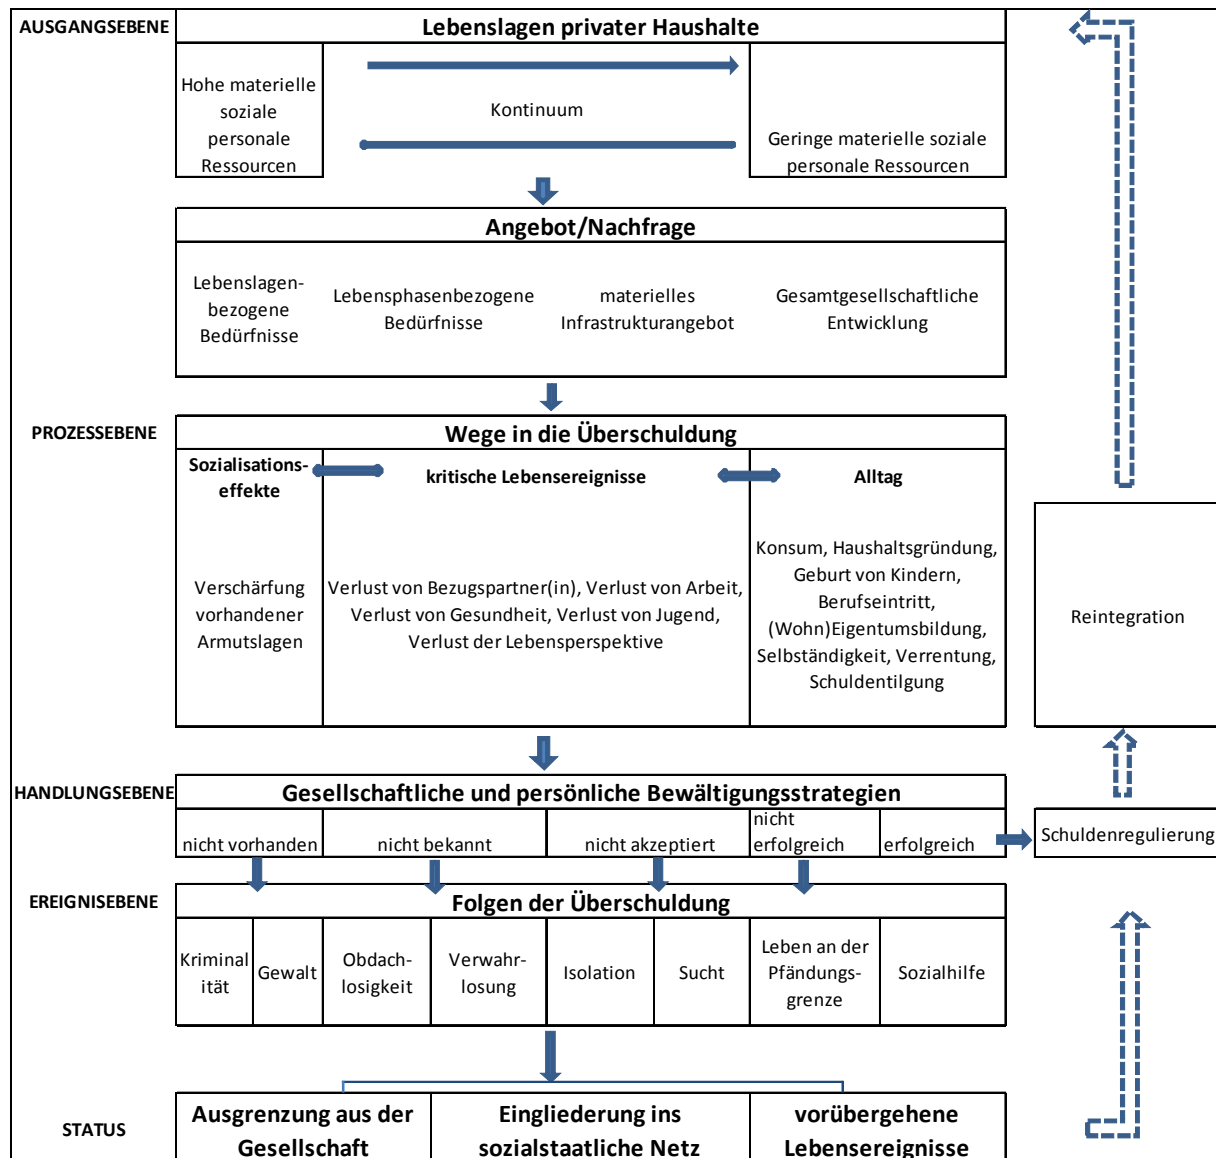 AUSGANGSEBENE
Lebenslagen privater Haushalte
Hohe materielle
soziale
personale
Ressourcen
Kontinuum
Geringe materielle soziale
personale Ressourcen
Angebot/Nachfrage
Lebenslagen-
bezogene
Bedürfnisse
Lebensphasenbezogene
Bedürfnisse
materielles
Infrastrukturangebot
Gesamtgesellschaftliche
Entwicklung
PROZESSEBENE
Wege in die Überschuldung
Sozialisations-
effekte
kritische Lebensereignisse
Alltag
Verschärfung
vorhandener
Armutslagen
Verlust von Bezugspartner(in), Verlust von Arbeit,
Verlust von Gesundheit, Verlust von Jugend,
Verlust der Lebensperspektive
Konsum, Haushaltsgründung,
Geburt von Kindern,
Berufseintritt,
(Wohn)Eigentumsbildung,
Selbständigkeit, Verrentung,
Schuldentilgung
Reintegration
HANDLUNGSEBENE
Gesellschaftliche und persönliche Bewältigungsstrategien
nicht vorhanden
nicht bekannt
nicht akzeptiert
nicht
erfolgreich
erfolgreich
Schuldenregulierung
EREIGNISEBENE
Folgen der Überschuldung
Kriminal
ität
Gewalt
Obdach-
losigkeit
Verwahr-
losung
Isolation
Sucht
Leben an der
Pfändungs-
grenze
Sozialhilfe
STATUS
Ausgrenzung aus der
Gesellschaft
Eingliederung ins
sozialstaatliche Netz
vorübergehene
Lebensereignisse